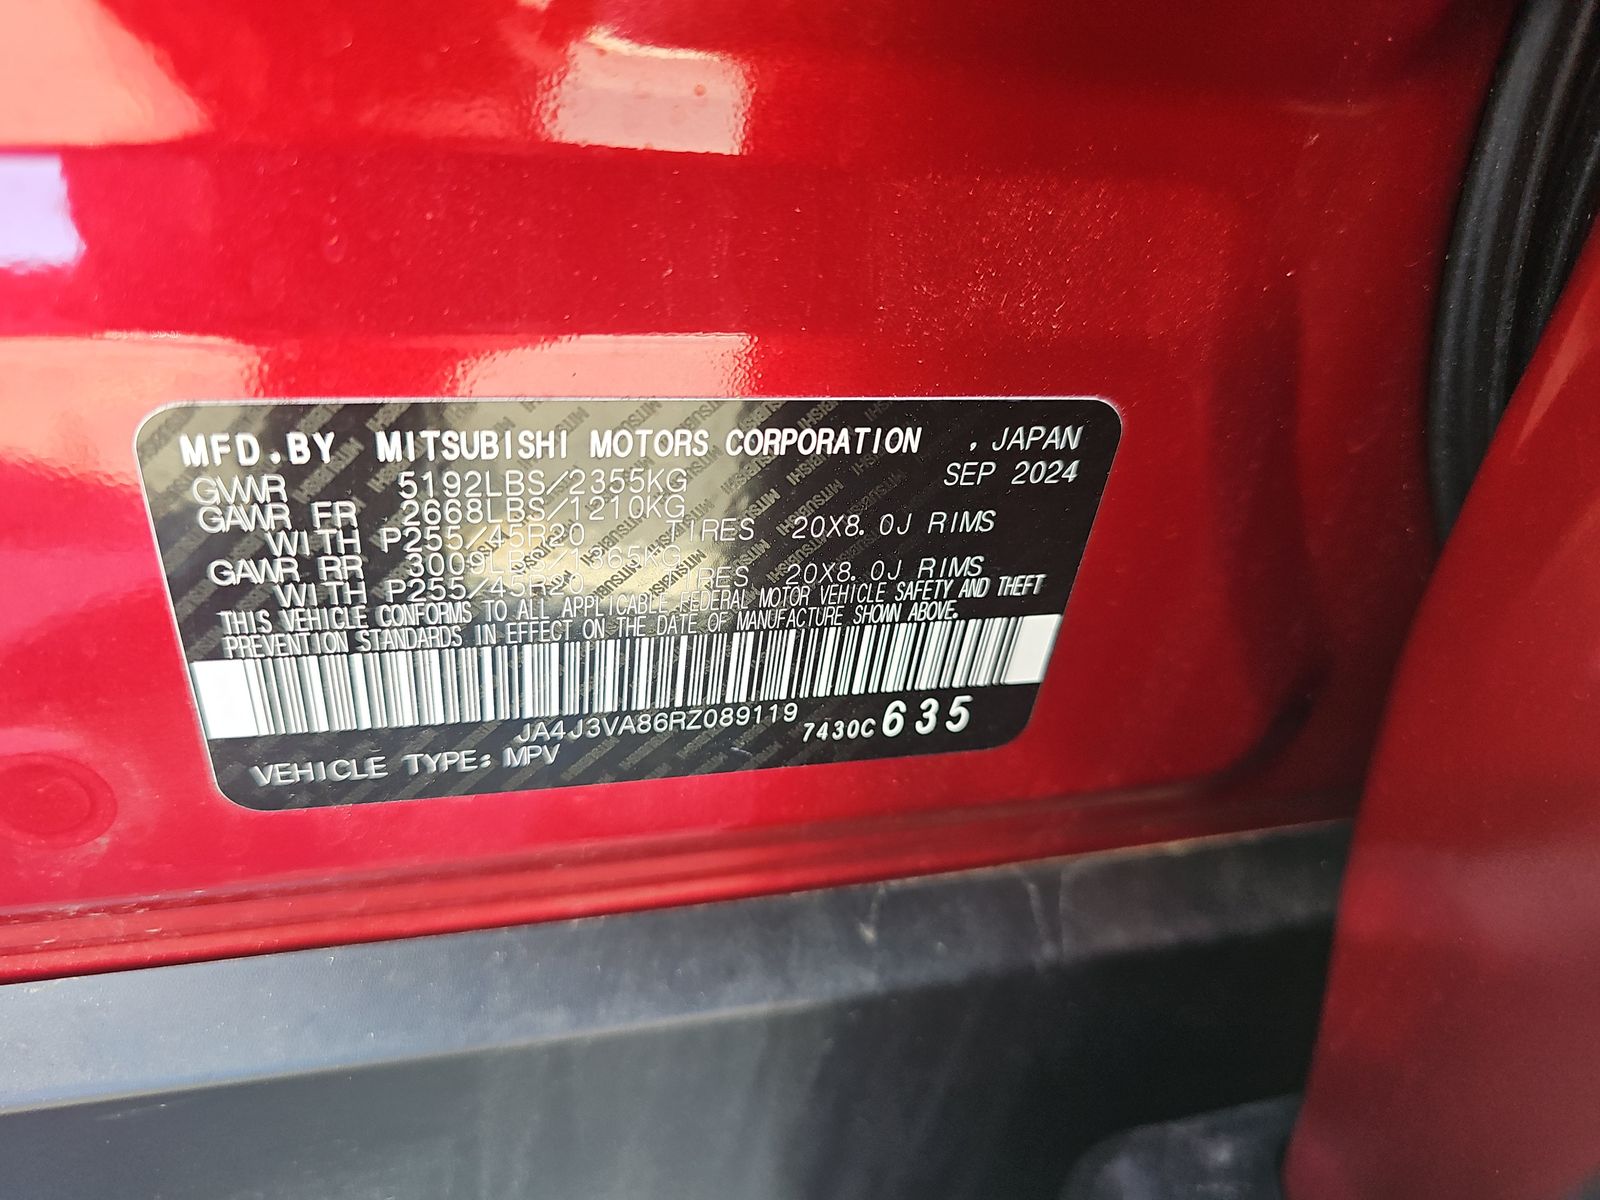 MFD.BY MITSUBISHI MOTORS CORPORATION , JAPAN
SEP 2024
GVWR 5192LBS/2355KG
GAWR FR 2668LBS/1210KG
WITH P255/45R20 TIRES 20X8.0J RIMS
GAWR RR 3009LBS/1365KG
WITH P255/45R20 TIRES 20X8.0J RIMS
THIS VEHICLE CONFORMS TO ALL APPLICABLE FEDERAL MOTOR VEHICLE SAFETY AND THEFT
PREVENTION STANDARDS IN EFFECT ON THE DATE OF MANUFACTURE SHOWN ABOVE.
JA4J3VA86RZ089119 7430C 635
VEHICLE TYPE: MPV